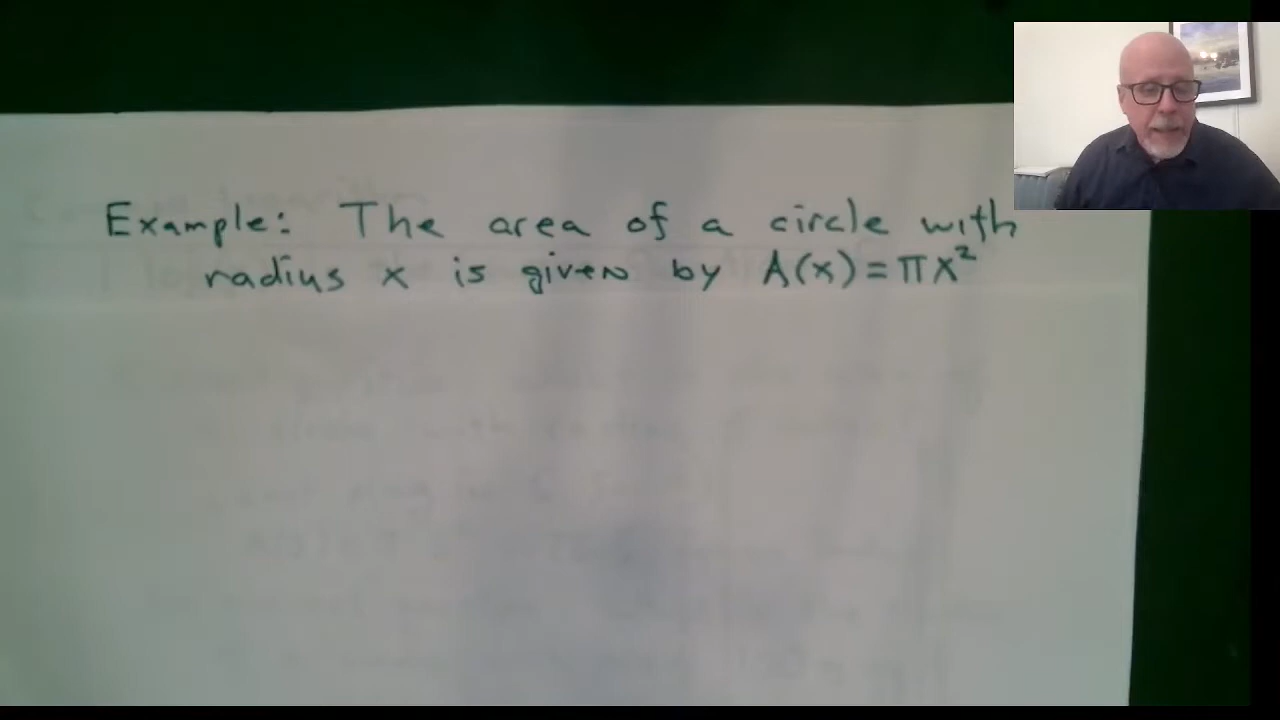 Example: The area of a circle with
radius x is given by A(x) = πx²